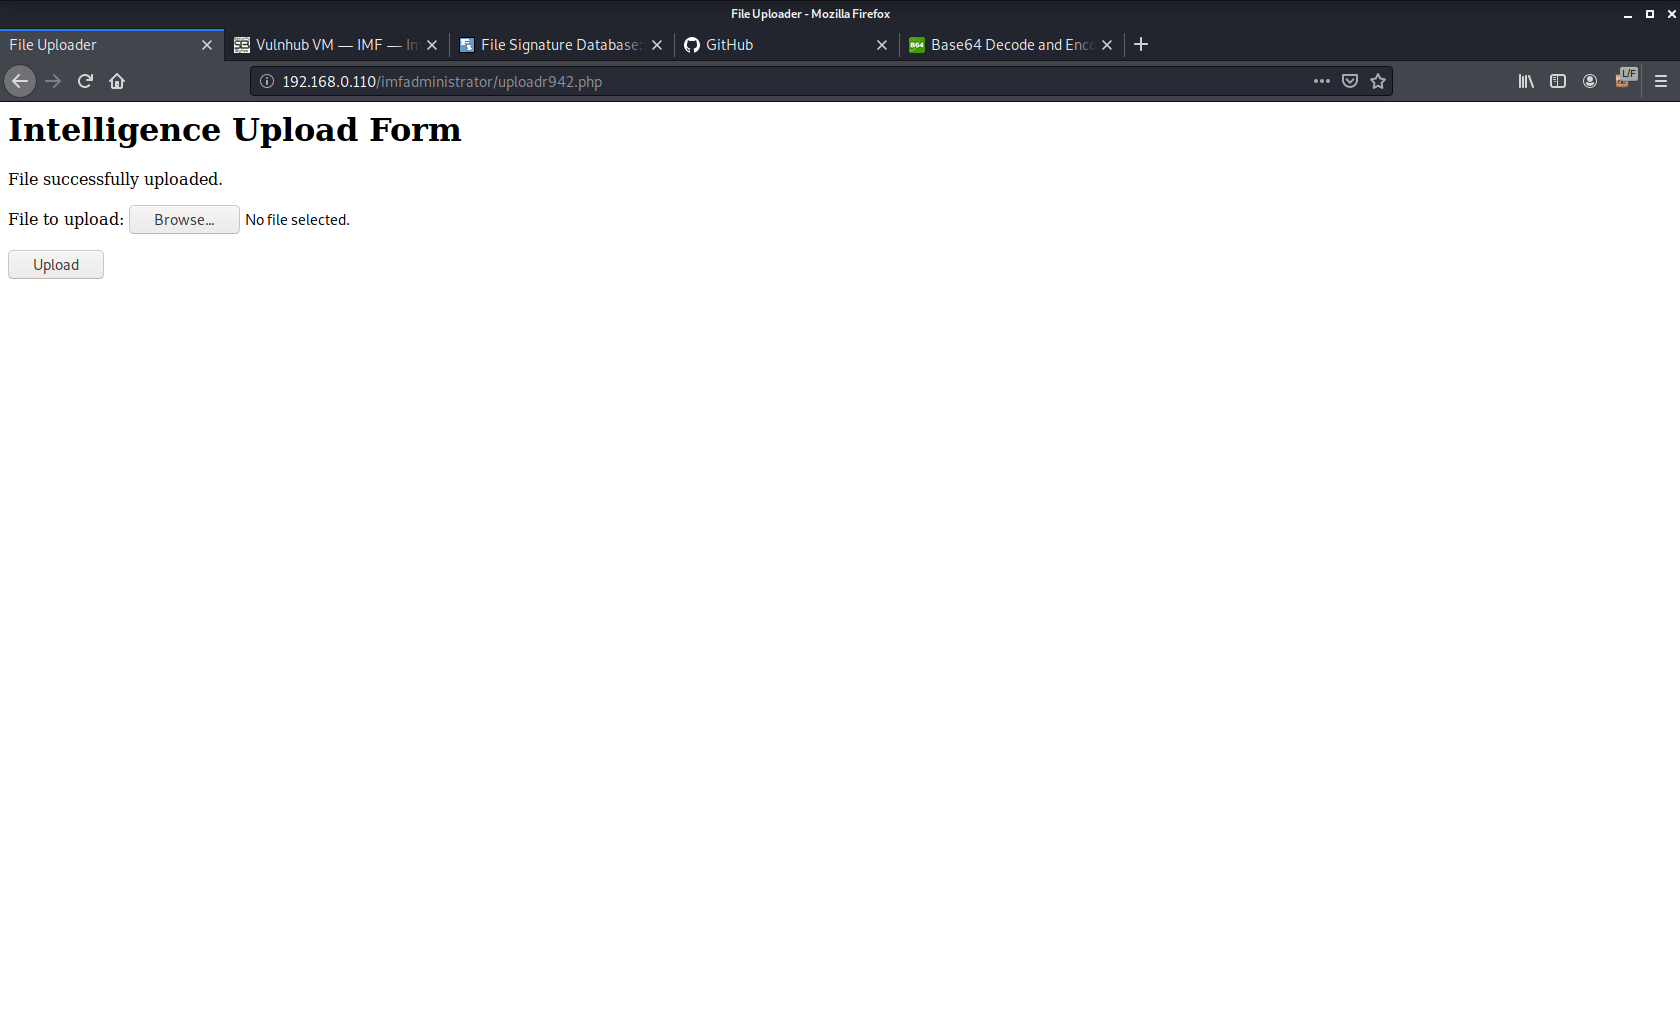 File Uploader - Mozilla Firefox
File Uploader
Vulnhub VM — IMF — In
File Signature Database:
GitHub
B64 Base64 Decode and Enco
192.168.0.110/imfadministrator/uploadr942.php
L/F
Intelligence Upload Form
File successfully uploaded.
File to upload: Browse... No file selected.
Upload